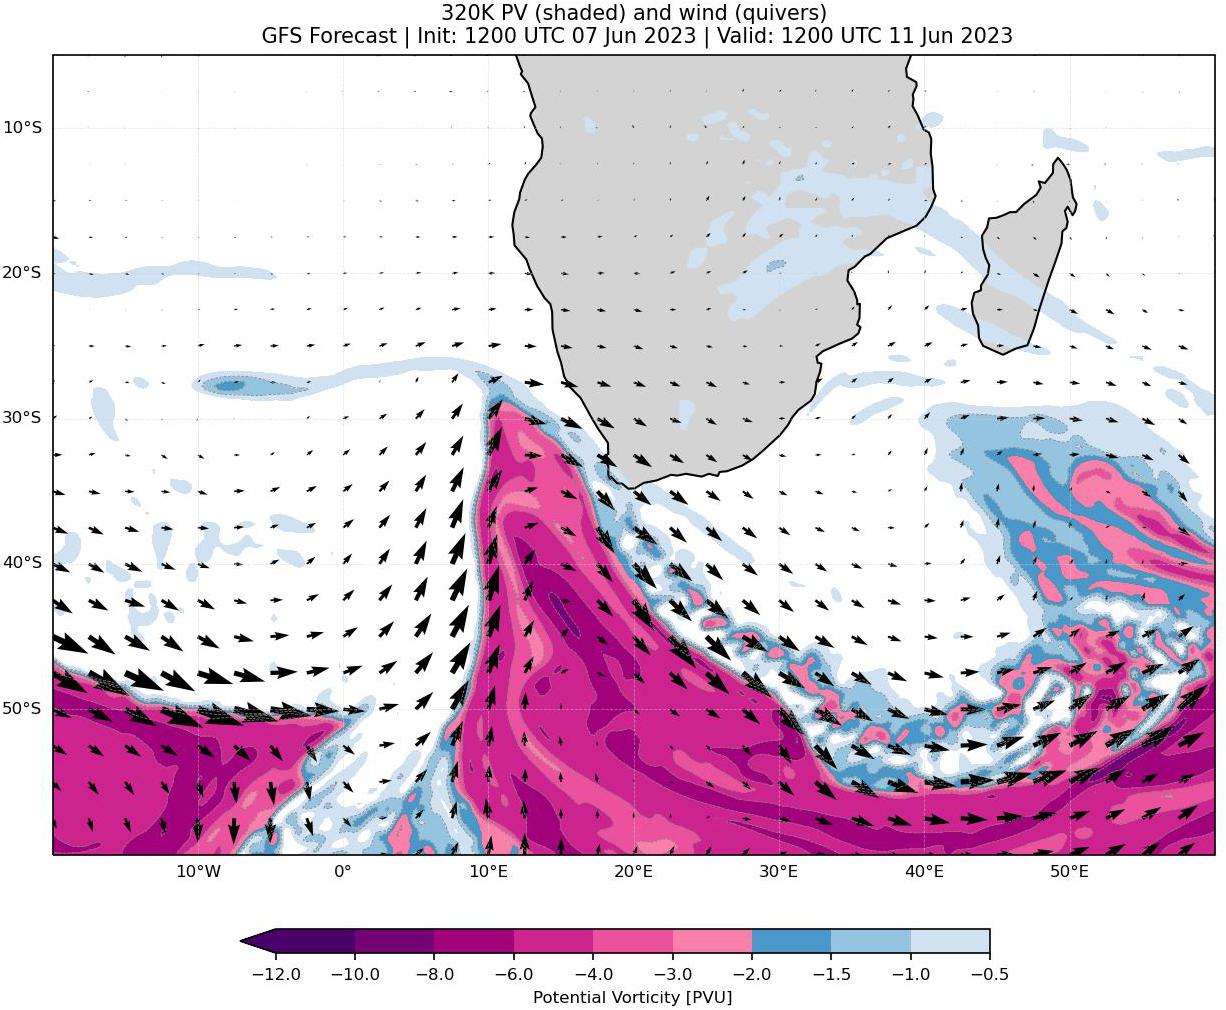 320K PV (shaded) and wind (quivers)
GFS Forecast | Init: 1200 UTC 07 Jun 2023 | Valid: 1200 UTC 11 Jun 2023
10°S
20°S
30°S
40°S
50°S
10°W 0° 10°E 20°E 30°E 40°E 50°E
−12.0 −10.0 −8.0 −6.0 −4.0 −3.0 −2.0 −1.5 −1.0 −0.5
Potential Vorticity [PVU]